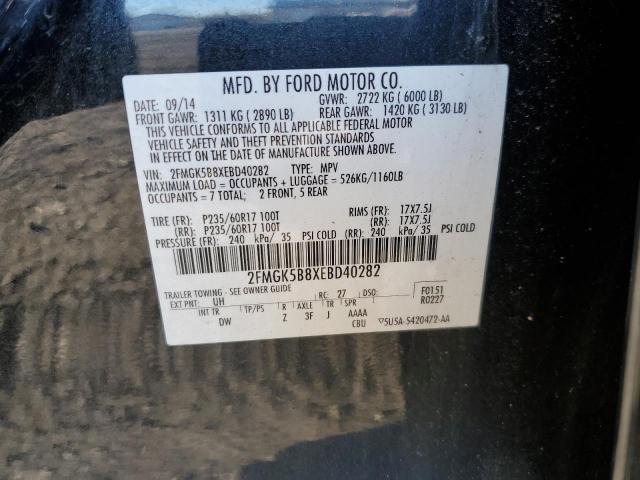 MFD. BY FORD MOTOR CO.
DATE: 09/14 GVWR: 2722 KG ( 6000 LB)
FRONT GAWR: 1311 KG ( 2890 LB) REAR GAWR: 1420 KG ( 3130 LB)
THIS VEHICLE CONFORMS TO ALL APPLICABLE FEDERAL MOTOR
VEHICLE SAFETY AND THEFT PREVENTION STANDARDS
IN EFFECT ON THE DATE OF MANUFACTURE SHOWN ABOVE.
VIN: 2FMGK5B8XEBD40282 TYPE: MPV
MAXIMUM LOAD = OCCUPANTS + LUGGAGE = 526KG/1160LB
OCCUPANTS = 7 TOTAL; 2 FRONT, 5 REAR
TIRE (FR): P235/60R17 100T RIMS (FR): 17X7.5J
(RR): P235/60R17 100T (RR): 17X7.5J
PRESSURE (FR): 240 kPa/ 35 PSI COLD (RR): 240 kPa/ 35 PSI COLD
2FMGK5B8XEBD40282
TRAILER TOWING - SEE OWNER GUIDE
EXT PNT: UH RC: 27 DSO: F0151
R0227
INT TR TP/PS R AXLE TR SPR
DW Z 3F J AAAA
CBU ▽5U5A-5420472-AA